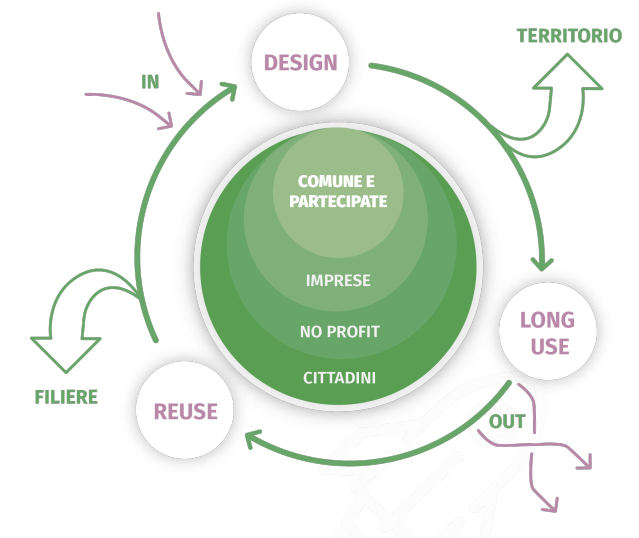 TERRITORIO
DESIGN
IN
COMUNE E
PARTECIPATE
IMPRESE
NO PROFIT
CITTADINI
LONG
USE
FILIERE
REUSE
OUT